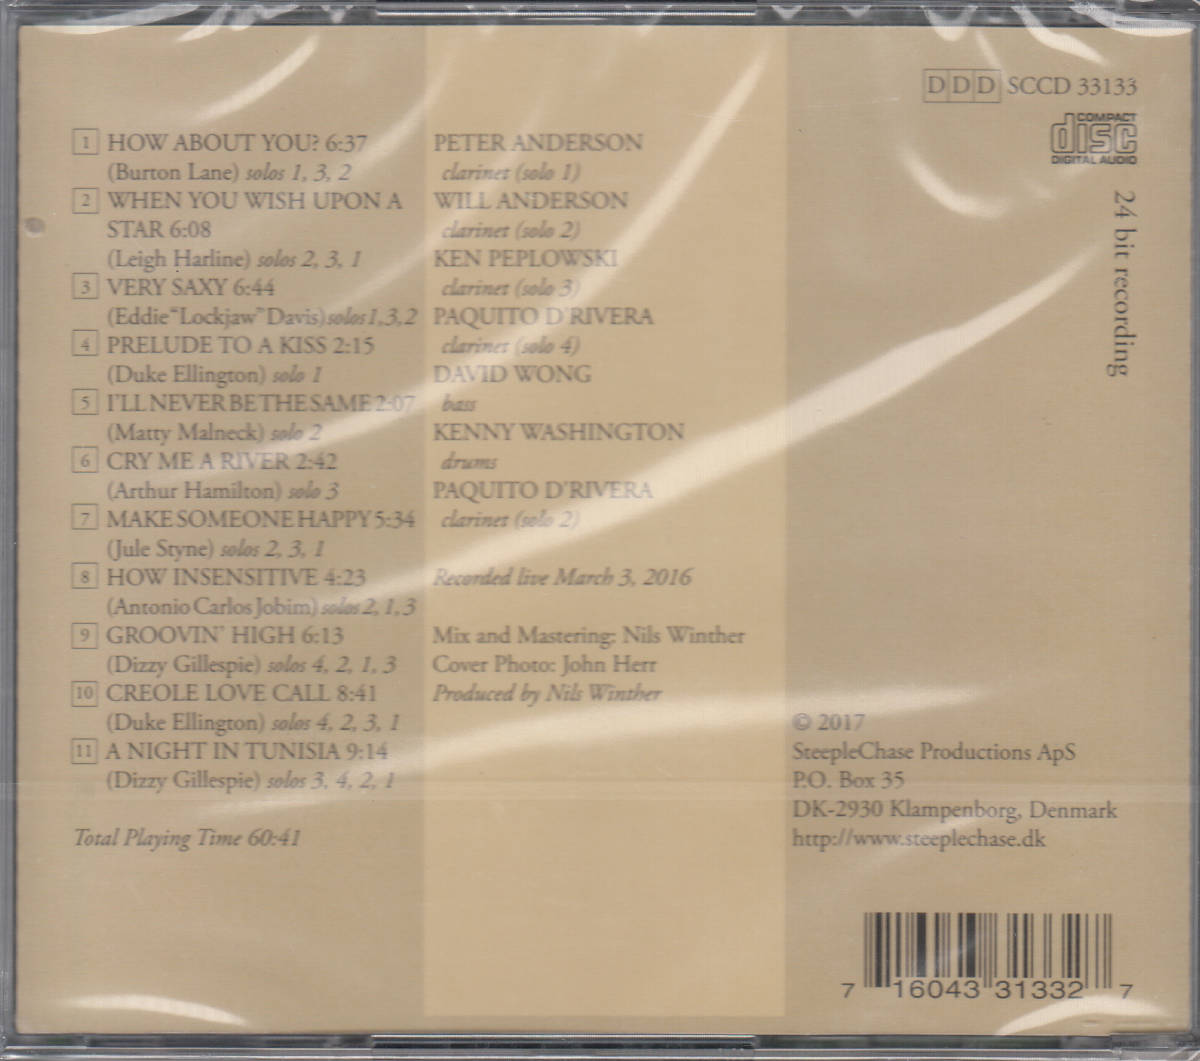 1 HOW ABOUT YOU? 6:37
(Burton Lane) solos 1, 3, 2
2 WHEN YOU WISH UPON A
STAR 6:08
(Leigh Harline) solos 2, 3, 1
3 VERY SAXY 6:44
(Eddie "Lockjaw" Davis) solos 1, 3, 2
4 PRELUDE TO A KISS 2:15
(Duke Ellington) solo 1
5 I'LL NEVER BE THE SAME 2:07
(Matty Malneck) solo 2
6 CRY ME A RIVER 2:42
(Arthur Hamilton) solo 3
7 MAKE SOMEONE HAPPY 5:34
(Jule Styne) solos 2, 3, 1
8 HOW INSENSITIVE 4:23
(Antonio Carlos Jobim) solos 2, 1, 3
9 GROOVIN' HIGH 6:13
(Dizzy Gillespie) solos 4, 2, 1, 3
10 CREOLE LOVE CALL 8:41
(Duke Ellington) solos 4, 2, 3, 1
11 A NIGHT IN TUNISIA 9:14
(Dizzy Gillespie) solos 3, 4, 2, 1
Total Playing Time 60:41
PETER ANDERSON
clarinet (solo 1)
WILL ANDERSON
clarinet (solo 2)
KEN PEPLOWSKI
clarinet (solo 3)
PAQUITO D'RIVERA
clarinet (solo 4)
DAVID WONG
bass
KENNY WASHINGTON
drums
PAQUITO D'RIVERA
clarinet (solo 2)
Recorded live March 3, 2016
Mix and Mastering: Nils Winther
Cover Photo: John Herr
Produced by Nils Winther
DDD SCCD 33133
COMPACT
disc
DIGITAL AUDIO
24 bit recording
© 2017
SteepleChase Productions ApS
P.O. Box 35
DK-2930 Klampenborg, Denmark
http://www.steeplechase.dk
7 16043 31332 7